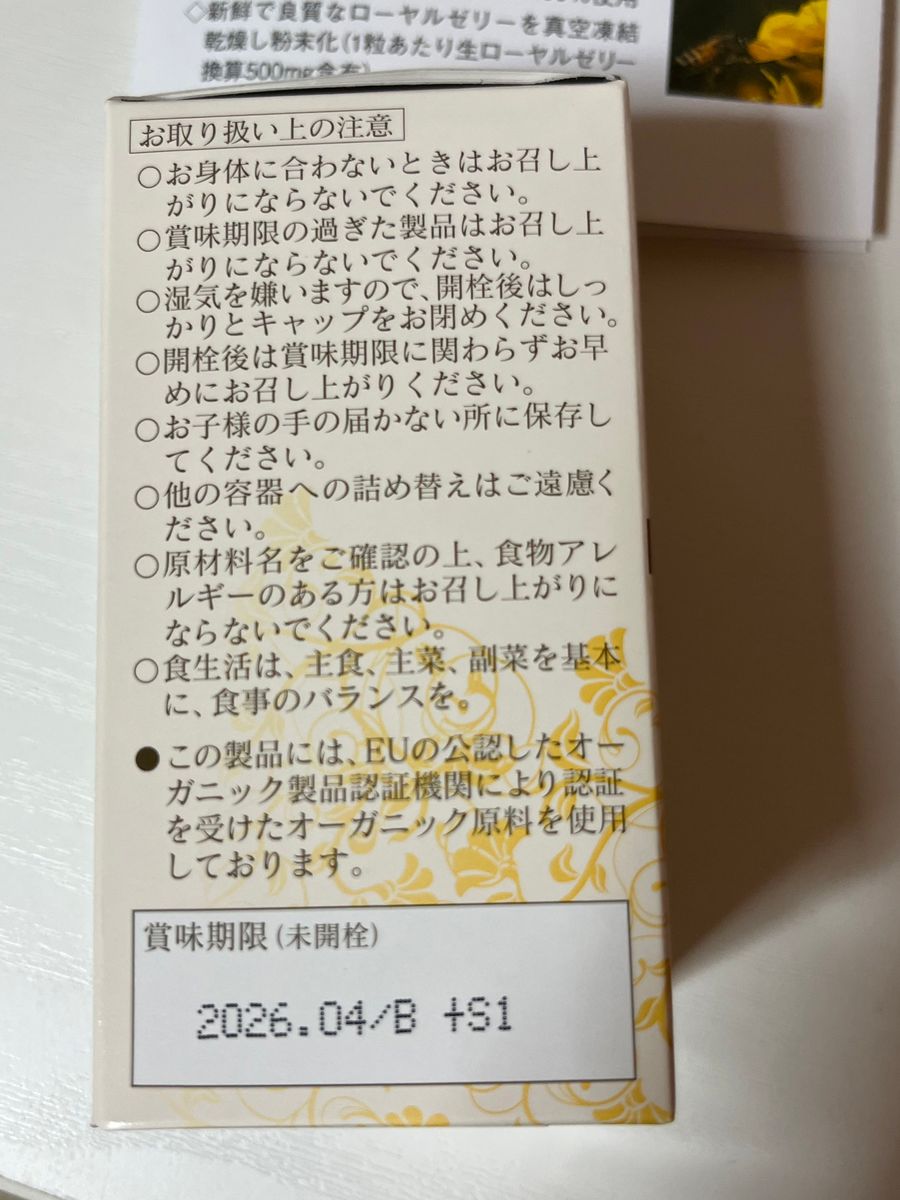 ◇新鮮で良質なローヤルゼリーを真空凍結
乾燥し粉末化(1粒あたり生ローヤルゼリー
換算500mg含有)
お取り扱い上の注意
○お身体に合わないときはお召し上
がりにならないでください。
○賞味期限の過ぎた製品はお召し上
がりにならないでください。
○湿気を嫌いますので、開栓後はしっ
かりとキャップをお閉めください。
○開栓後は賞味期限に関わらずお早
めにお召し上がりください。
○お子様の手の届かない所に保存し
てください。
○他の容器への詰め替えはご遠慮く
ださい。
○原材料名をご確認の上、食物アレ
ルギーのある方はお召し上がりに
ならないでください。
○食生活は、主食、主菜、副菜を基本
に、食事のバランスを。
●この製品には、EUの公認したオー
ガニック製品認証機関により認証
を受けたオーガニック原料を使用
しております。
賞味期限(未開栓)
2026.04/B +S1